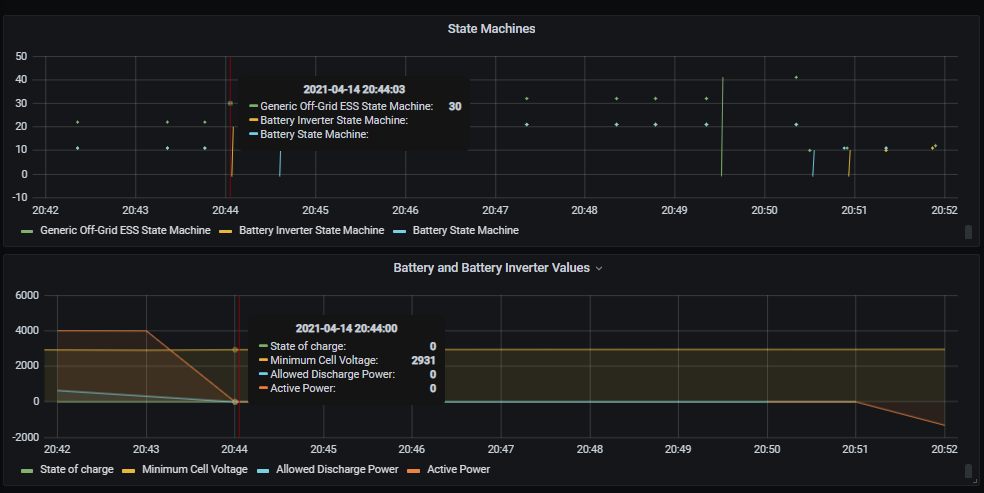 State Machines
50
40
30
20
10
0
-10
2021-04-14 20:44:03
Generic Off-Grid ESS State Machine: 30
Battery Inverter State Machine:
Battery State Machine:
20:42 20:43 20:44 20:45 20:46 20:47 20:48 20:49 20:50 20:51 20:52
Generic Off-Grid ESS State Machine Battery Inverter State Machine Battery State Machine
Battery and Battery Inverter Values
6000
4000
2000
0
-2000
2021-04-14 20:44:00
State of charge: 0
Minimum Cell Voltage: 2931
Allowed Discharge Power: 0
Active Power: 0
20:42 20:43 20:44 20:45 20:46 20:47 20:48 20:49 20:50 20:51 20:52
State of charge Minimum Cell Voltage Allowed Discharge Power Active Power